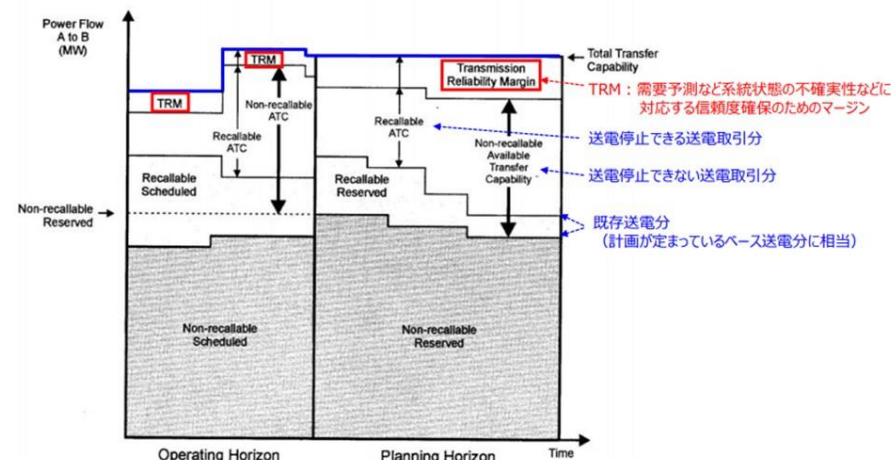 Power Flow
A to B
(MW)
TRM
TRM
Non-recallable
ATC
Recallable
ATC
Recallable
Scheduled
Non-recallable
Reserved
Non-recallable
Scheduled
Operating Horizon
Transmission
Reliability Margin
Recallable
ATC
Non-recallable
Available
Transfer
Capability
Recallable
Reserved
Non-recallable
Reserved
Planning Horizon
Time
Total Transfer
Capability
TRM：需要予測など系統状態の不確実性などに
対応する信頼度確保のためのマージン
送電停止できる送電取引分
送電停止できない送電取引分
既存送電分
（計画が定まっているベース送電分に相当）